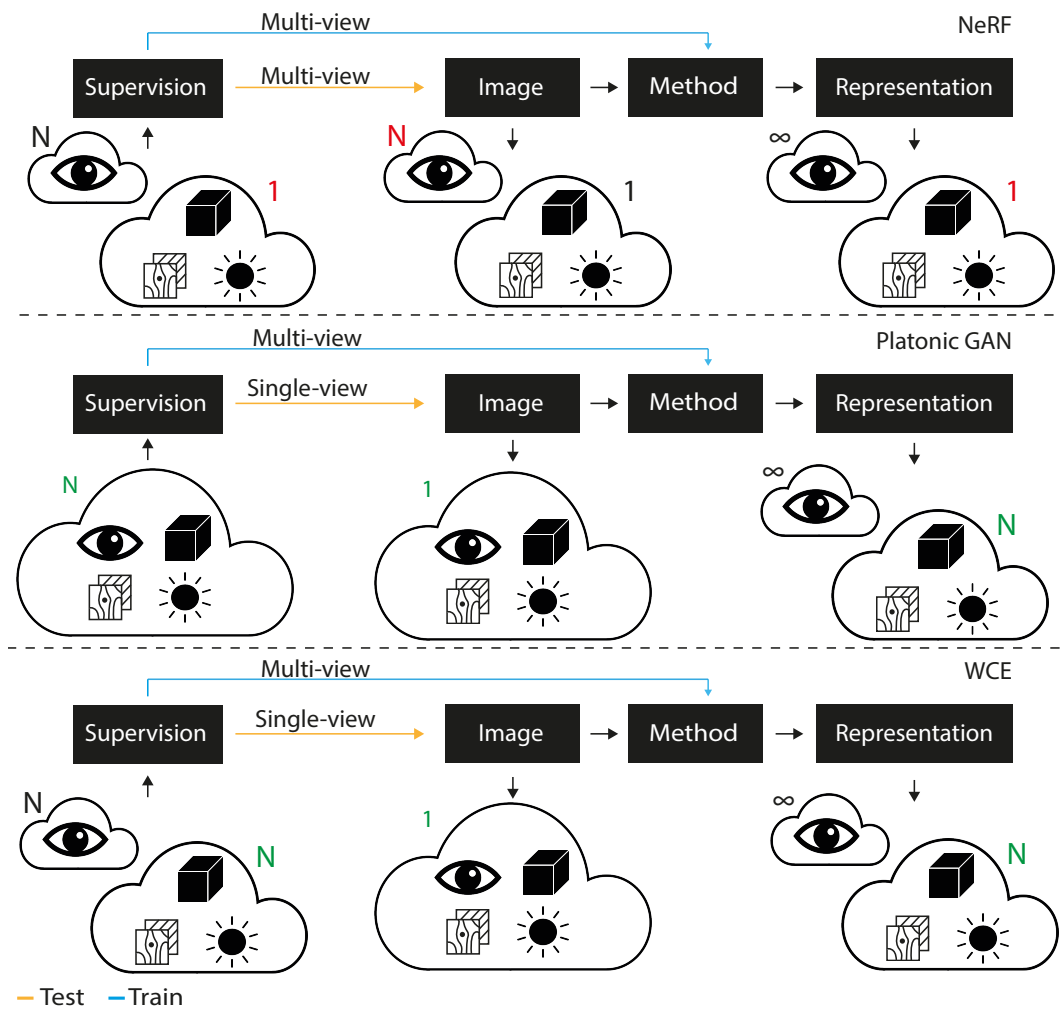 Multi-view
NeRF
Supervision
Multi-view
Image
Method
Representation
N
N
∞
1
1
1
Multi-view
Platonic GAN
Supervision
Single-view
Image
Method
Representation
N
1
∞
N
Multi-view
WCE
Supervision
Single-view
Image
Method
Representation
N
1
∞
N
N
Test
Train